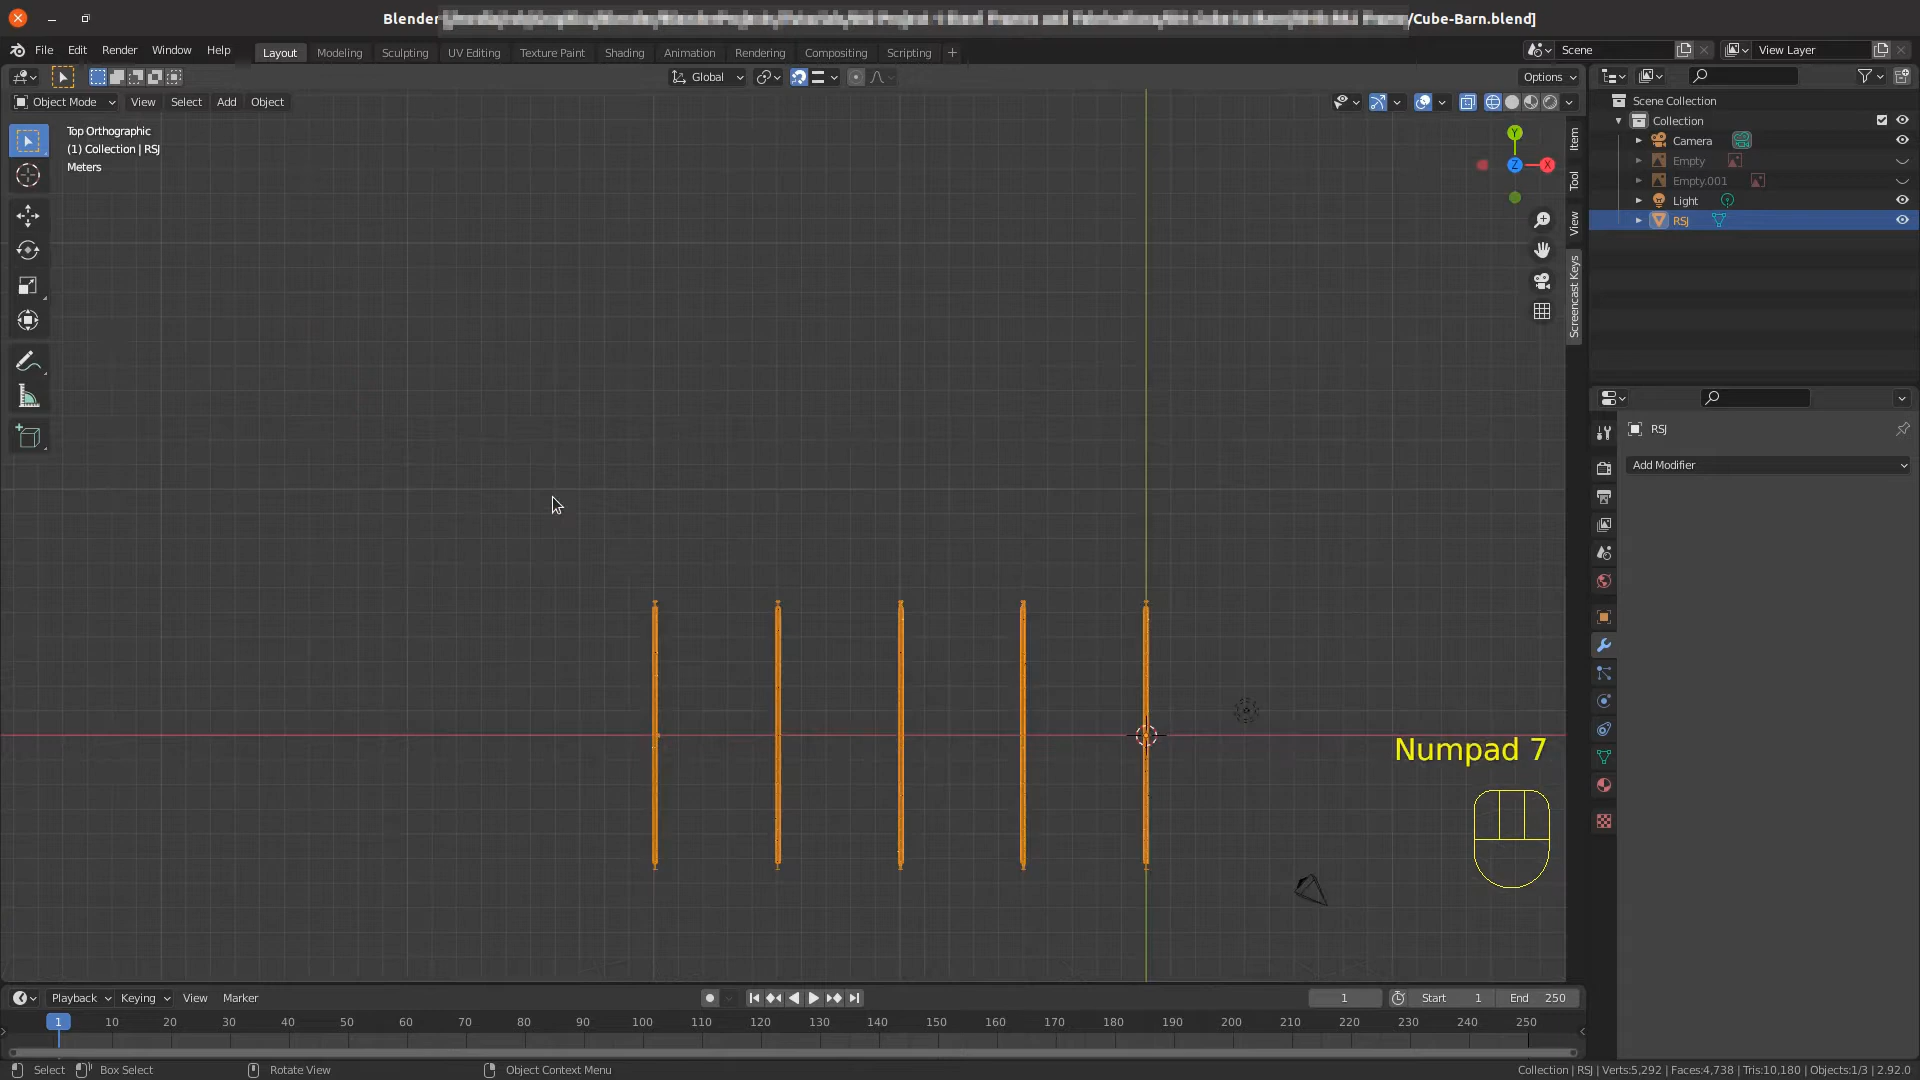 Blender
/Cube-Barn.blend]
File Edit Render Window Help
Layout Modeling Sculpting UV Editing Texture Paint Shading Animation Rendering Compositing Scripting +
Scene
View Layer
Global
Options
Object Mode View Select Add Object
Top Orthographic
(1) Collection | RSJ
Meters
Y
Z
X
Item
Tool
View
Screencast Keys
Scene Collection
Collection
Camera
Empty
Empty.001
Light
RSJ
RSJ
Add Modifier
Numpad 7
Playback Keying View Marker
1
Start 1
End 250
1 10 20 30 40 50 60 70 80 90 100 110 120 130 140 150 160 170 180 190 200 210 220 230 240 250
Select
Box Select
Rotate View
Object Context Menu
Collection | RSJ | Verts:5,292 | Faces:4,738 | Tris:10,180 | Objects:1/3 | 2.92.0